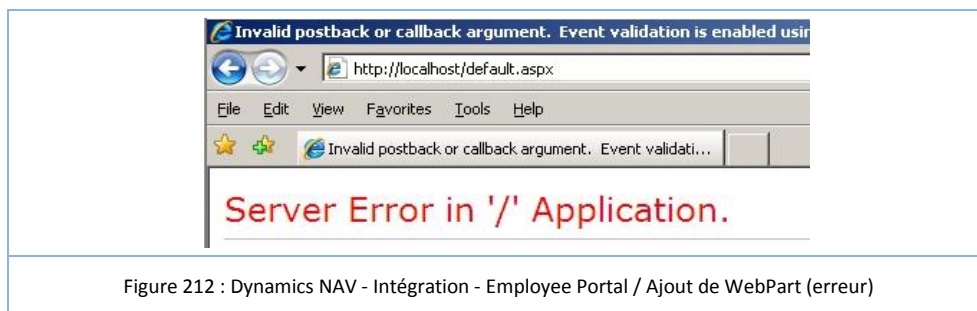 Invalid postback or callback argument. Event validation is enabled usin
http://localhost/default.aspx
File Edit View Favorites Tools Help
Invalid postback or callback argument. Event validati...
Server Error in '/' Application.
Figure 212 : Dynamics NAV - Intégration - Employee Portal / Ajout de WebPart (erreur)